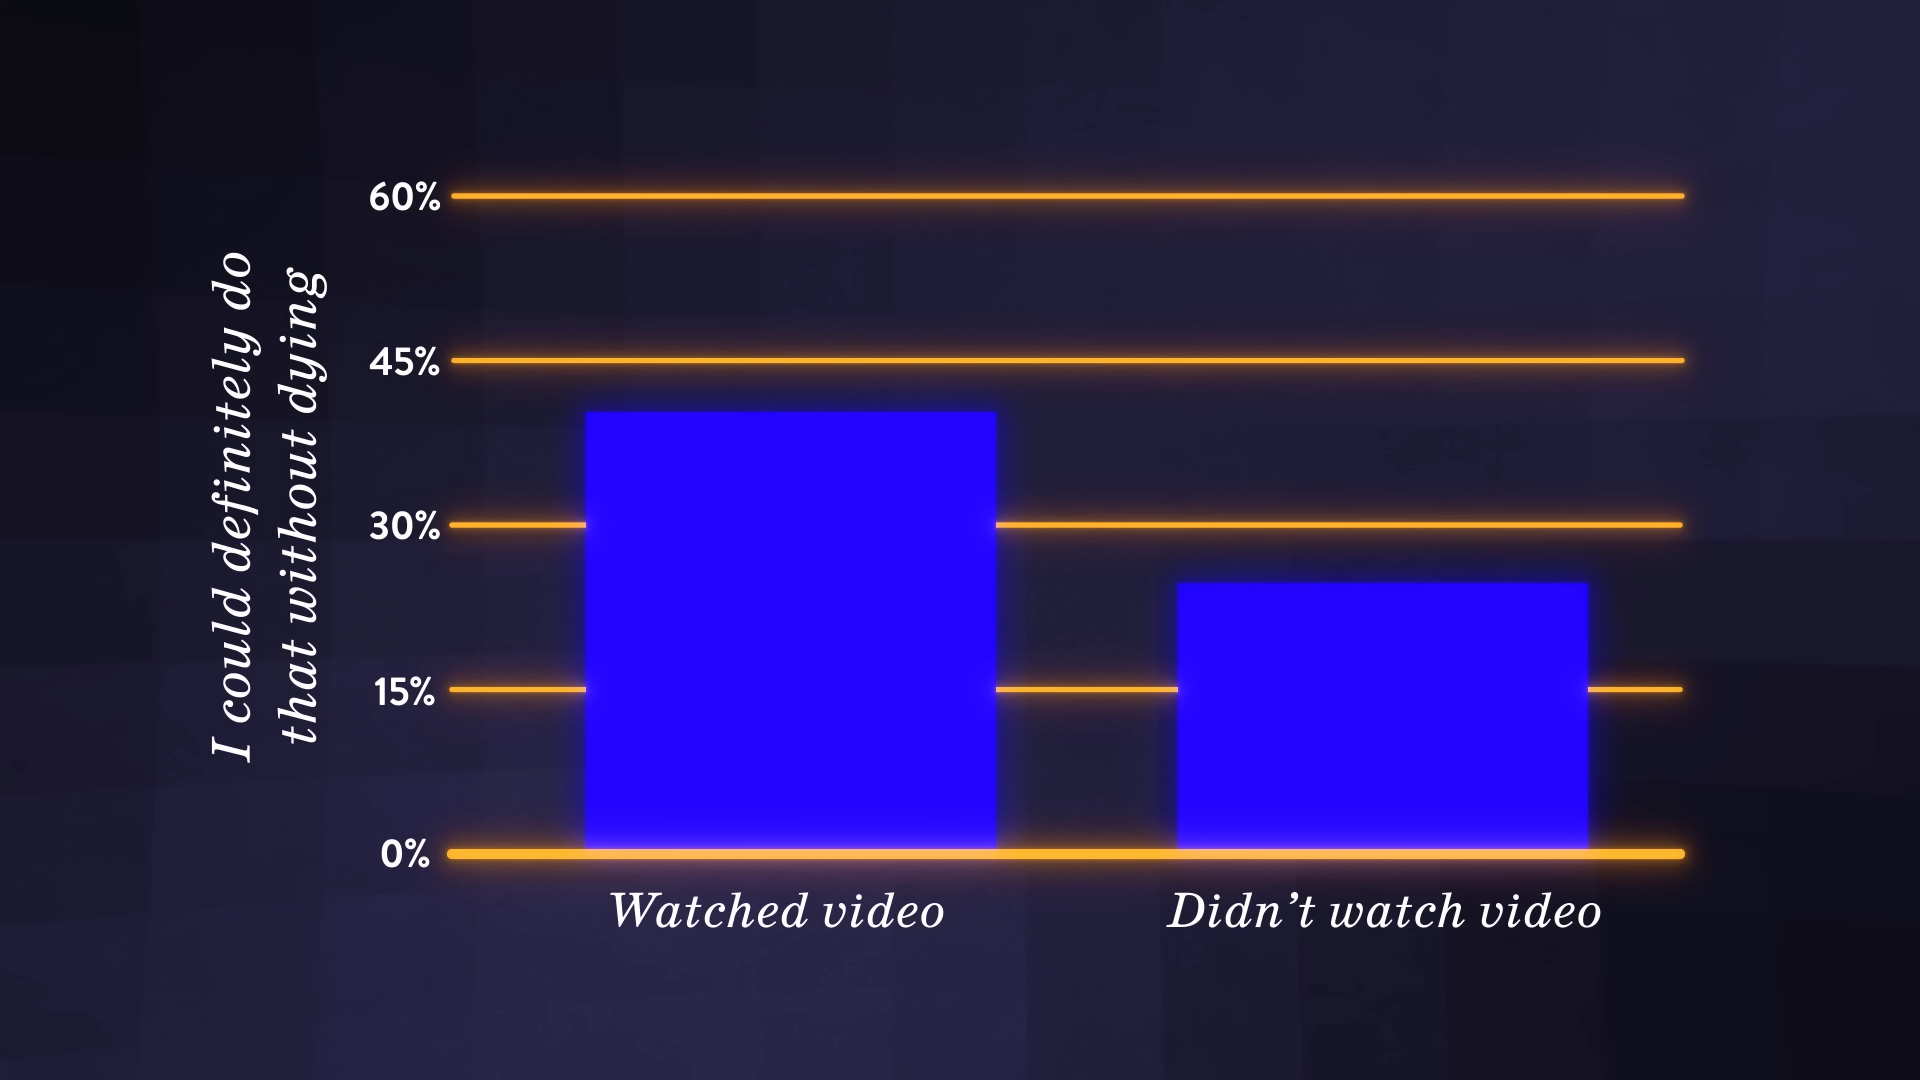 I could definitely do
that without dying
60%
45%
30%
15%
0%
Watched video
Didn’t watch video